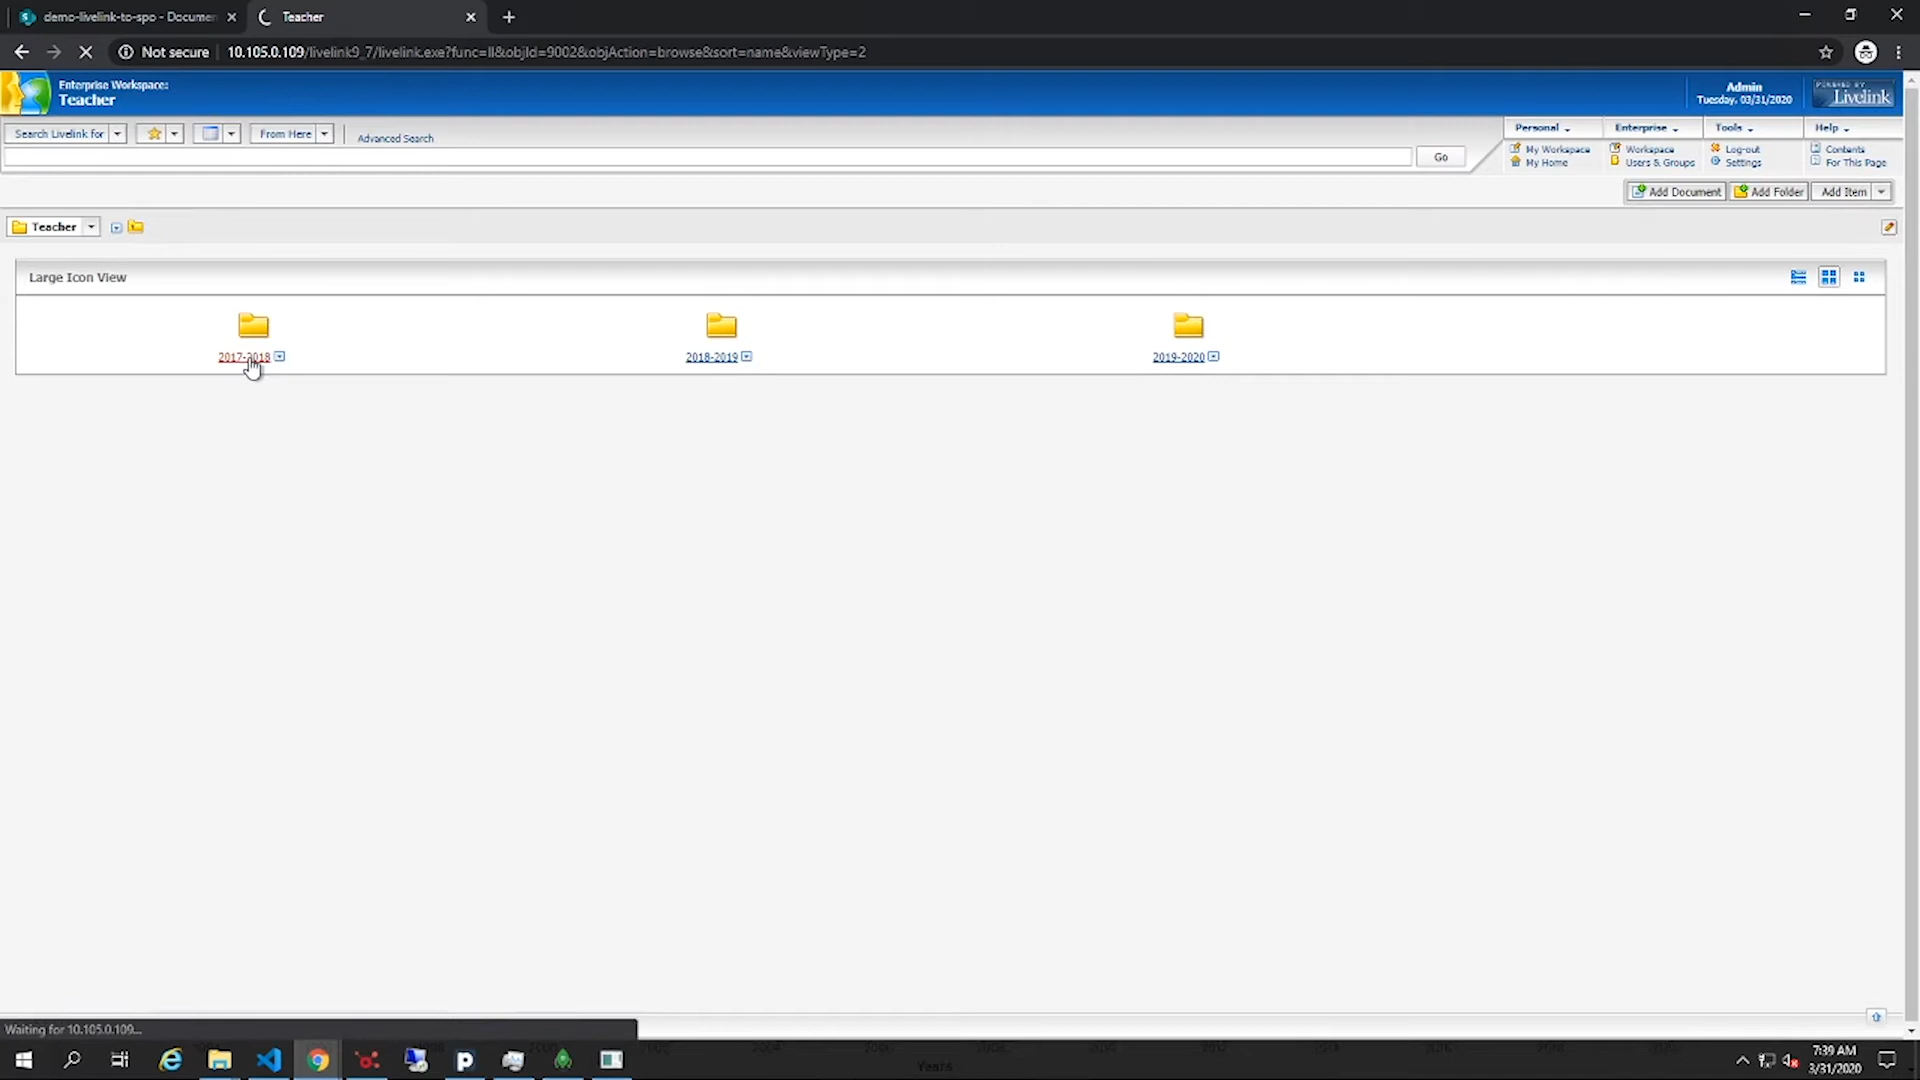 demo-livelink-to-spo - Documen
Teacher
Not secure
10.105.0.109/livelink9_7/livelink.exe?func=ll&objId=9002&objAction=browse&sort=name&viewType=2
Enterprise Workspace:
Teacher
Admin
Tuesday, 03/31/2020
POWERED BY
Livelink
Search Livelink for
From Here
Advanced Search
Go
Personal
Enterprise
Tools
Help
My Workspace
Workspace
Log-out
Contents
My Home
Users & Groups
Settings
For This Page
Add Document
Add Folder
Add Item
Teacher
Large Icon View
2017-2018
2018-2019
2019-2020
Waiting for 10.105.0.109...
Years
7:39 AM
3/31/2020